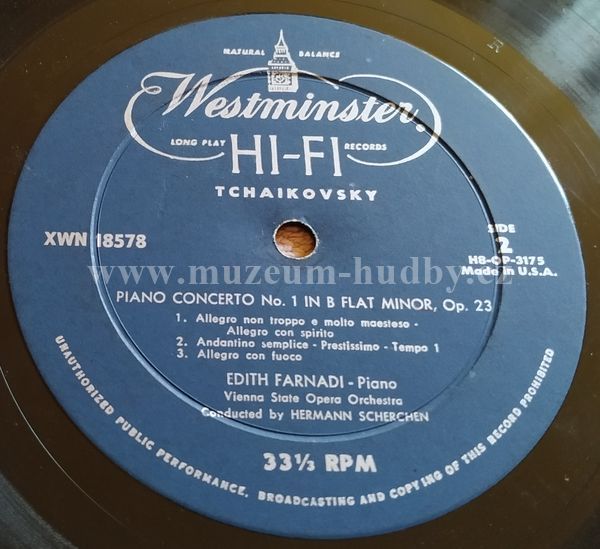 NATURAL BALANCE
Westminster
LONG PLAY RECORDS
HI-FI
TCHAIKOVSKY
XWN 18578
SIDE
2
H8-OP-3175
Made in U.S.A.
www.muzeum-hudby.cz
PIANO CONCERTO No. 1 IN B FLAT MINOR, Op. 23
1. Allegro non troppo e molto maesteso -
Allegro con spirito
2. Andantino semplice - Prestissimo - Tempo 1
3. Allegro con fuoco
EDITH FARNADI - Piano
Vienna State Opera Orchestra
Conducted by HERMANN SCHERCHEN
33⅓ RPM
UNAUTHORIZED PUBLIC PERFORMANCE, BROADCASTING AND COPYING OF THIS RECORD PROHIBITED
R